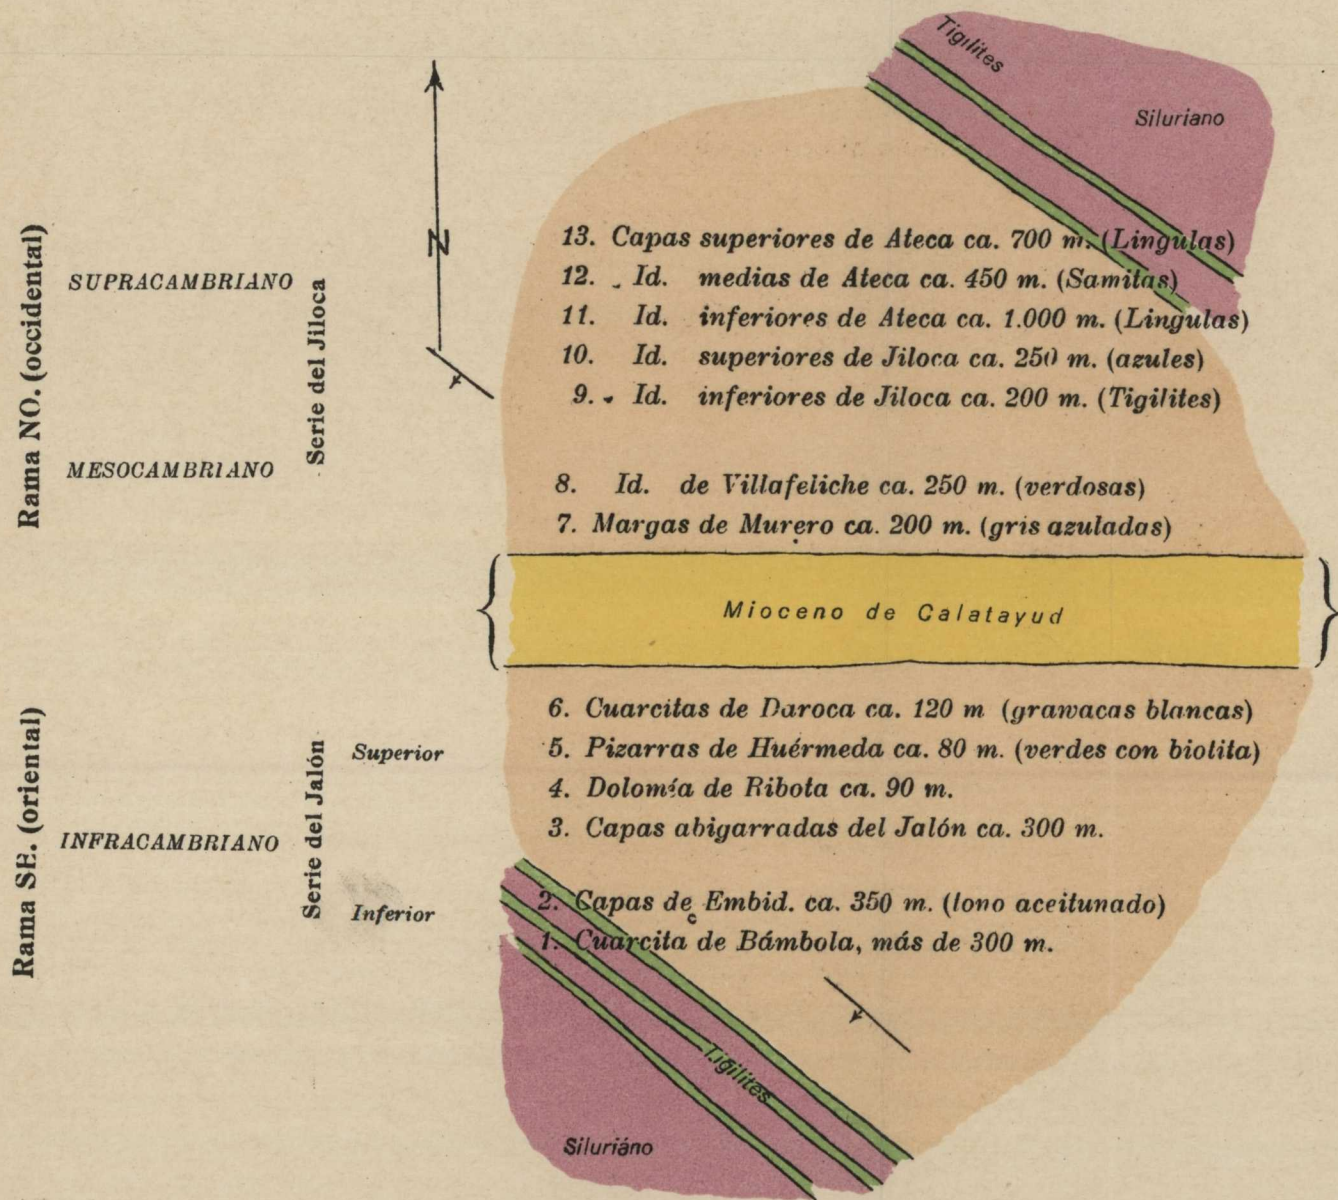 Tigilites
Siluriano
N
Rama NO. (occidental)
SUPRACAMBRIANO
MESOCAMBRIANO
Serie del Jiloca
13. Capas superiores de Ateca ca. 700 m. (Lingulas)
12. Id. medias de Ateca ca. 450 m. (Samitas)
11. Id. inferiores de Ateca ca. 1.000 m. (Lingulas)
10. Id. superiores de Jiloca ca. 250 m. (azules)
9. Id. inferiores de Jiloca ca. 200 m. (Tigilites)
8. Id. de Villafeliche ca. 250 m. (verdosas)
7. Margas de Murero ca. 200 m. (gris azuladas)
Mioceno de Calatayud
Rama SE. (oriental)
INFRACAMBRIANO
Serie del Jalón
Superior
Inferior
6. Cuarcitas de Daroca ca. 120 m (grawacas blancas)
5. Pizarras de Huérmeda ca. 80 m. (verdes con biotita)
4. Dolomía de Ribota ca. 90 m.
3. Capas abigarradas del Jalón ca. 300 m.
2. Capas de Embid. ca. 350 m. (tono aceitunado)
1. Cuarcita de Bámbola, más de 300 m.
Tigilites
Siluriáno